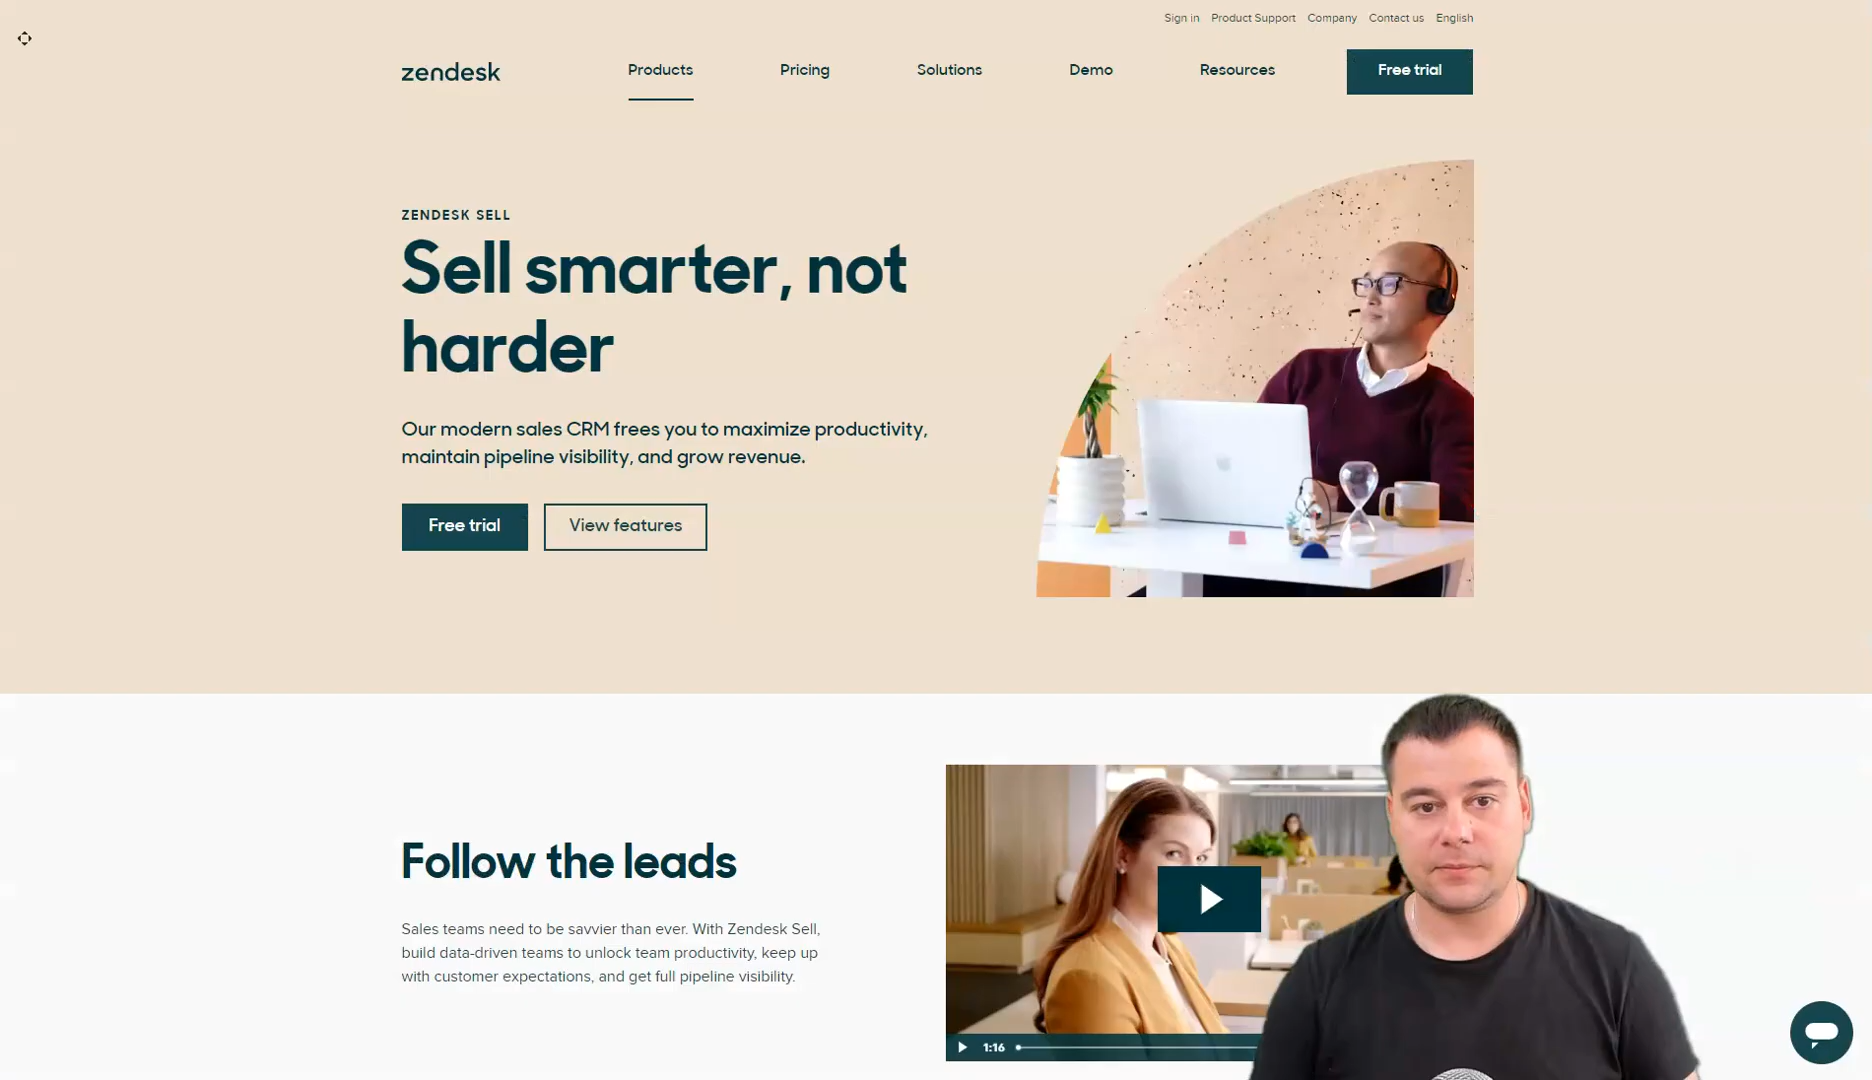 Sign in Product Support Company Contact us English
zendesk Products Pricing Solutions Demo Resources Free trial
ZENDESK SELL
Sell smarter, not
harder
Our modern sales CRM frees you to maximize productivity,
maintain pipeline visibility, and grow revenue.
Free trial View features
Follow the leads
Sales teams need to be savvier than ever. With Zendesk Sell,
build data-driven teams to unlock team productivity, keep up
with customer expectations, and get full pipeline visibility.
1:16